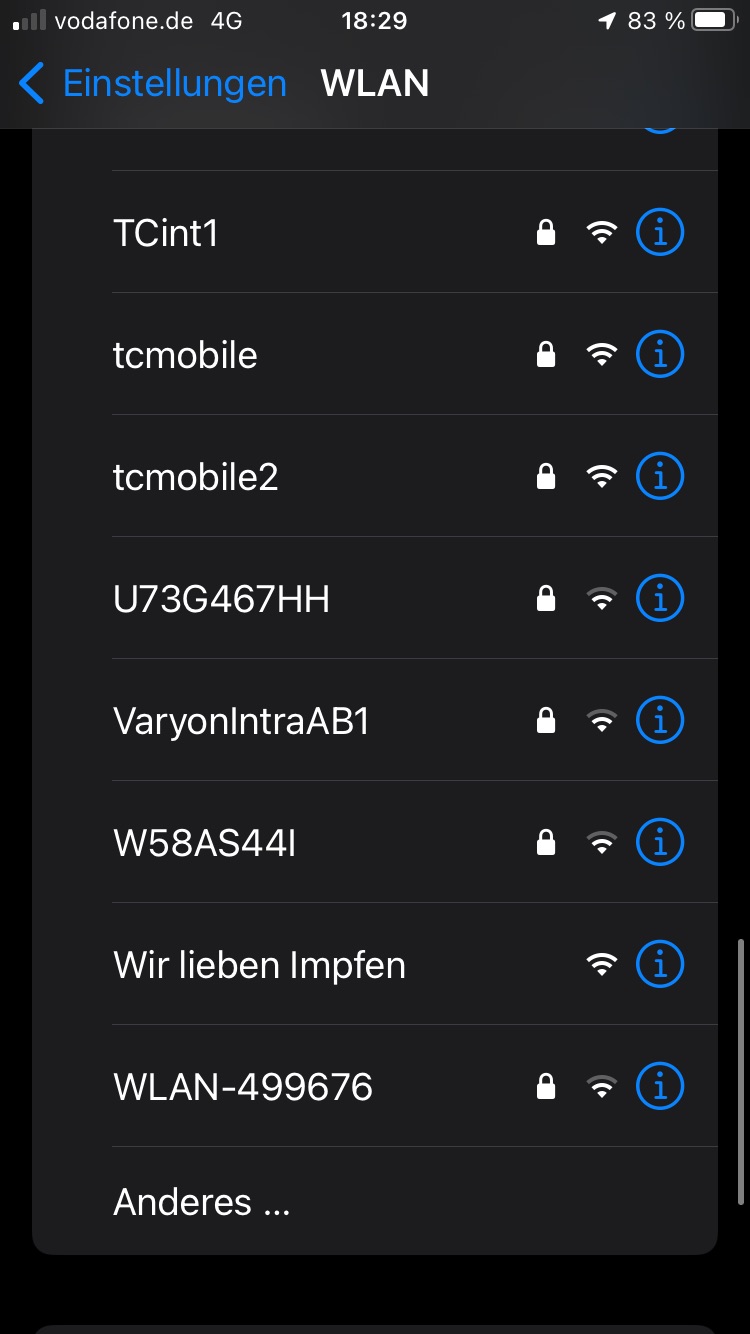 vodafone.de 4G 18:29 83 %
Einstellungen WLAN
TCint1
tcmobile
tcmobile2
U73G467HH
VaryonIntraAB1
W58AS44I
Wir lieben Impfen
WLAN-499676
Anderes ...